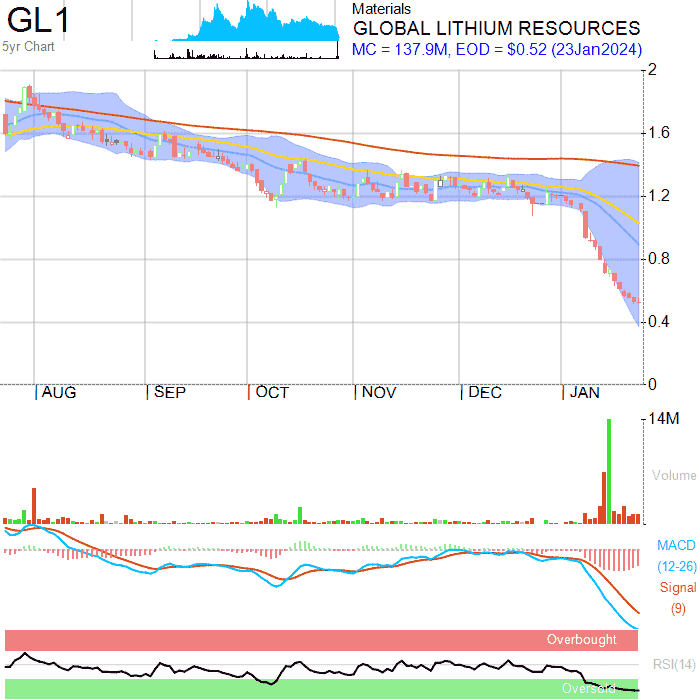 GL1
5yr Chart
Materials
GLOBAL LITHIUM RESOURCES
MC = 137.9M, EOD = $0.52 (23Jan2024)
2
1.6
1.2
0.8
0.4
0
AUG SEP OCT NOV DEC JAN
14M
Volume
MACD
(12-26)
Signal
(9)
Overbought
RSI(14)
Oversold